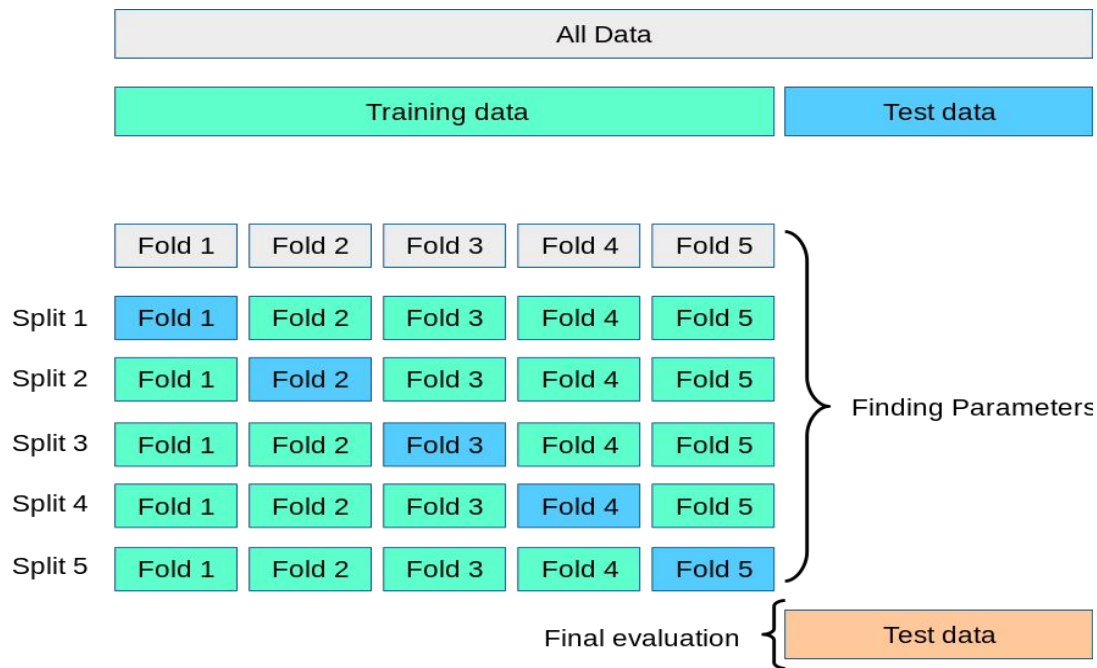 All Data
Training data Test data
Fold 1 Fold 2 Fold 3 Fold 4 Fold 5
Split 1 Fold 1 Fold 2 Fold 3 Fold 4 Fold 5
Split 2 Fold 1 Fold 2 Fold 3 Fold 4 Fold 5
Finding Parameters
Split 3 Fold 1 Fold 2 Fold 3 Fold 4 Fold 5
Split 4 Fold 1 Fold 2 Fold 3 Fold 4 Fold 5
Split 5 Fold 1 Fold 2 Fold 3 Fold 4 Fold 5
Final evaluation Test data